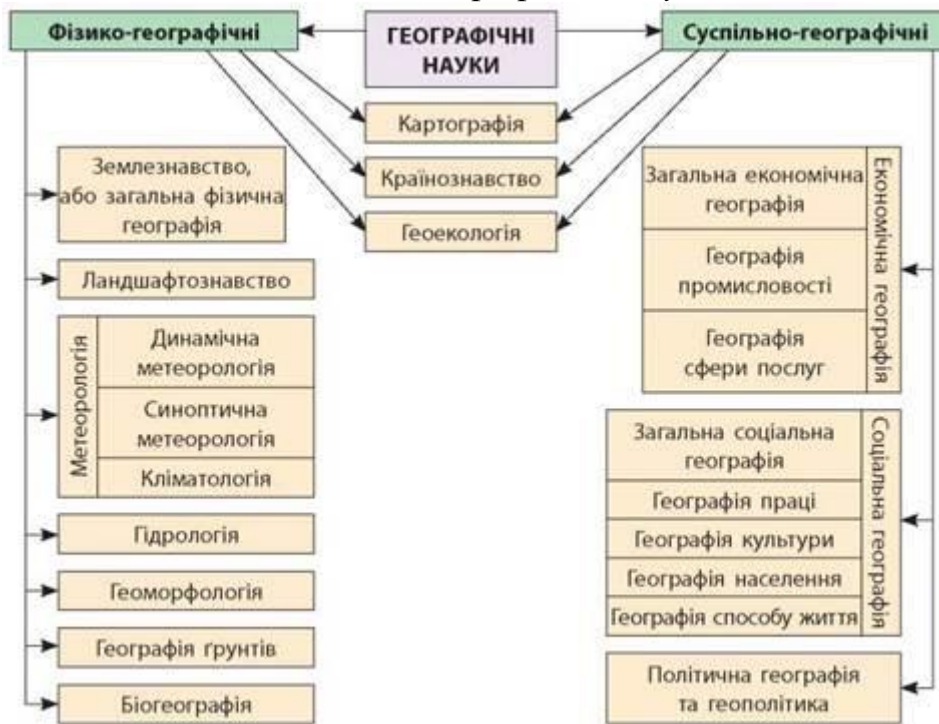 Фізико-географічні
ГЕОГРАФІЧНІ
НАУКИ
Суспільно-географічні
Картографія
Країнознавство
Геоекологія
Землезнавство,
або загальна фізична
географія
Ландшафтознавство
Метеорологія
Динамічна
метеорологія
Синоптична
метеорологія
Кліматологія
Гідрологія
Геоморфологія
Географія ґрунтів
Біогеографія
Загальна економічна
географія
Географія
промисловості
Географія
сфери послуг
Економічна географія
Загальна соціальна
географія
Географія праці
Географія культури
Географія населення
Географія способу життя
Соціальна географія
Політична географія
та геополітика